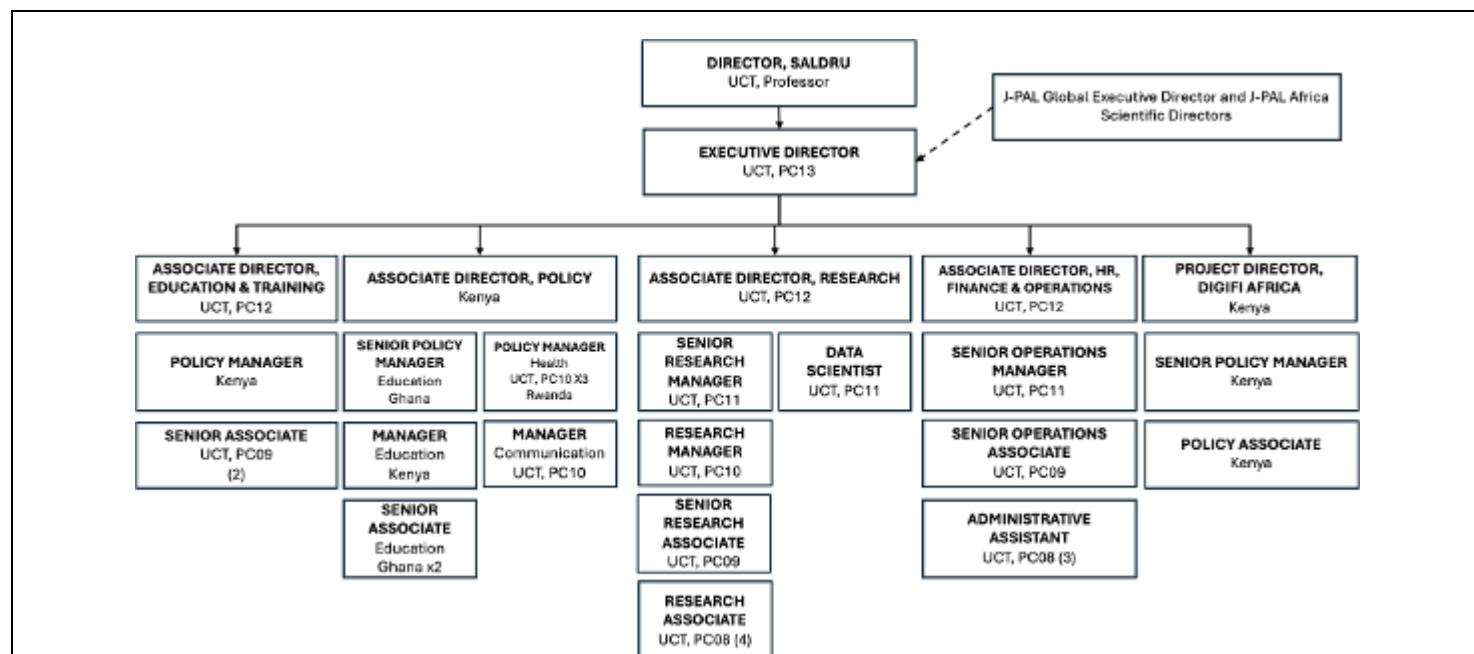 DIRECTOR, SALDRU
UCT, Professor
J-PAL Global Executive Director and J-PAL Africa
Scientific Directors
EXECUTIVE DIRECTOR
UCT, PC13
ASSOCIATE DIRECTOR,
EDUCATION & TRAINING
UCT, PC12
ASSOCIATE DIRECTOR, POLICY
Kenya
ASSOCIATE DIRECTOR, RESEARCH
UCT, PC12
ASSOCIATE DIRECTOR, HR,
FINANCE & OPERATIONS
UCT, PC12
PROJECT DIRECTOR,
DIGIFI AFRICA
Kenya
POLICY MANAGER
Kenya
SENIOR POLICY
MANAGER
Education
Ghana
POLICY MANAGER
Health
UCT, PC10 X3
Rwanda
SENIOR
RESEARCH
MANAGER
UCT, PC11
DATA
SCIENTIST
UCT, PC11
SENIOR OPERATIONS
MANAGER
UCT, PC11
SENIOR POLICY MANAGER
Kenya
SENIOR ASSOCIATE
UCT, PC09
(2)
MANAGER
Education
Kenya
MANAGER
Communication
UCT, PC10
RESEARCH
MANAGER
UCT, PC10
SENIOR OPERATIONS
ASSOCIATE
UCT, PC09
POLICY ASSOCIATE
Kenya
SENIOR
ASSOCIATE
Education
Ghana x2
SENIOR
RESEARCH
ASSOCIATE
UCT, PC09
ADMINISTRATIVE
ASSISTANT
UCT, PC08 (3)
RESEARCH
ASSOCIATE
UCT, PC08 (4)